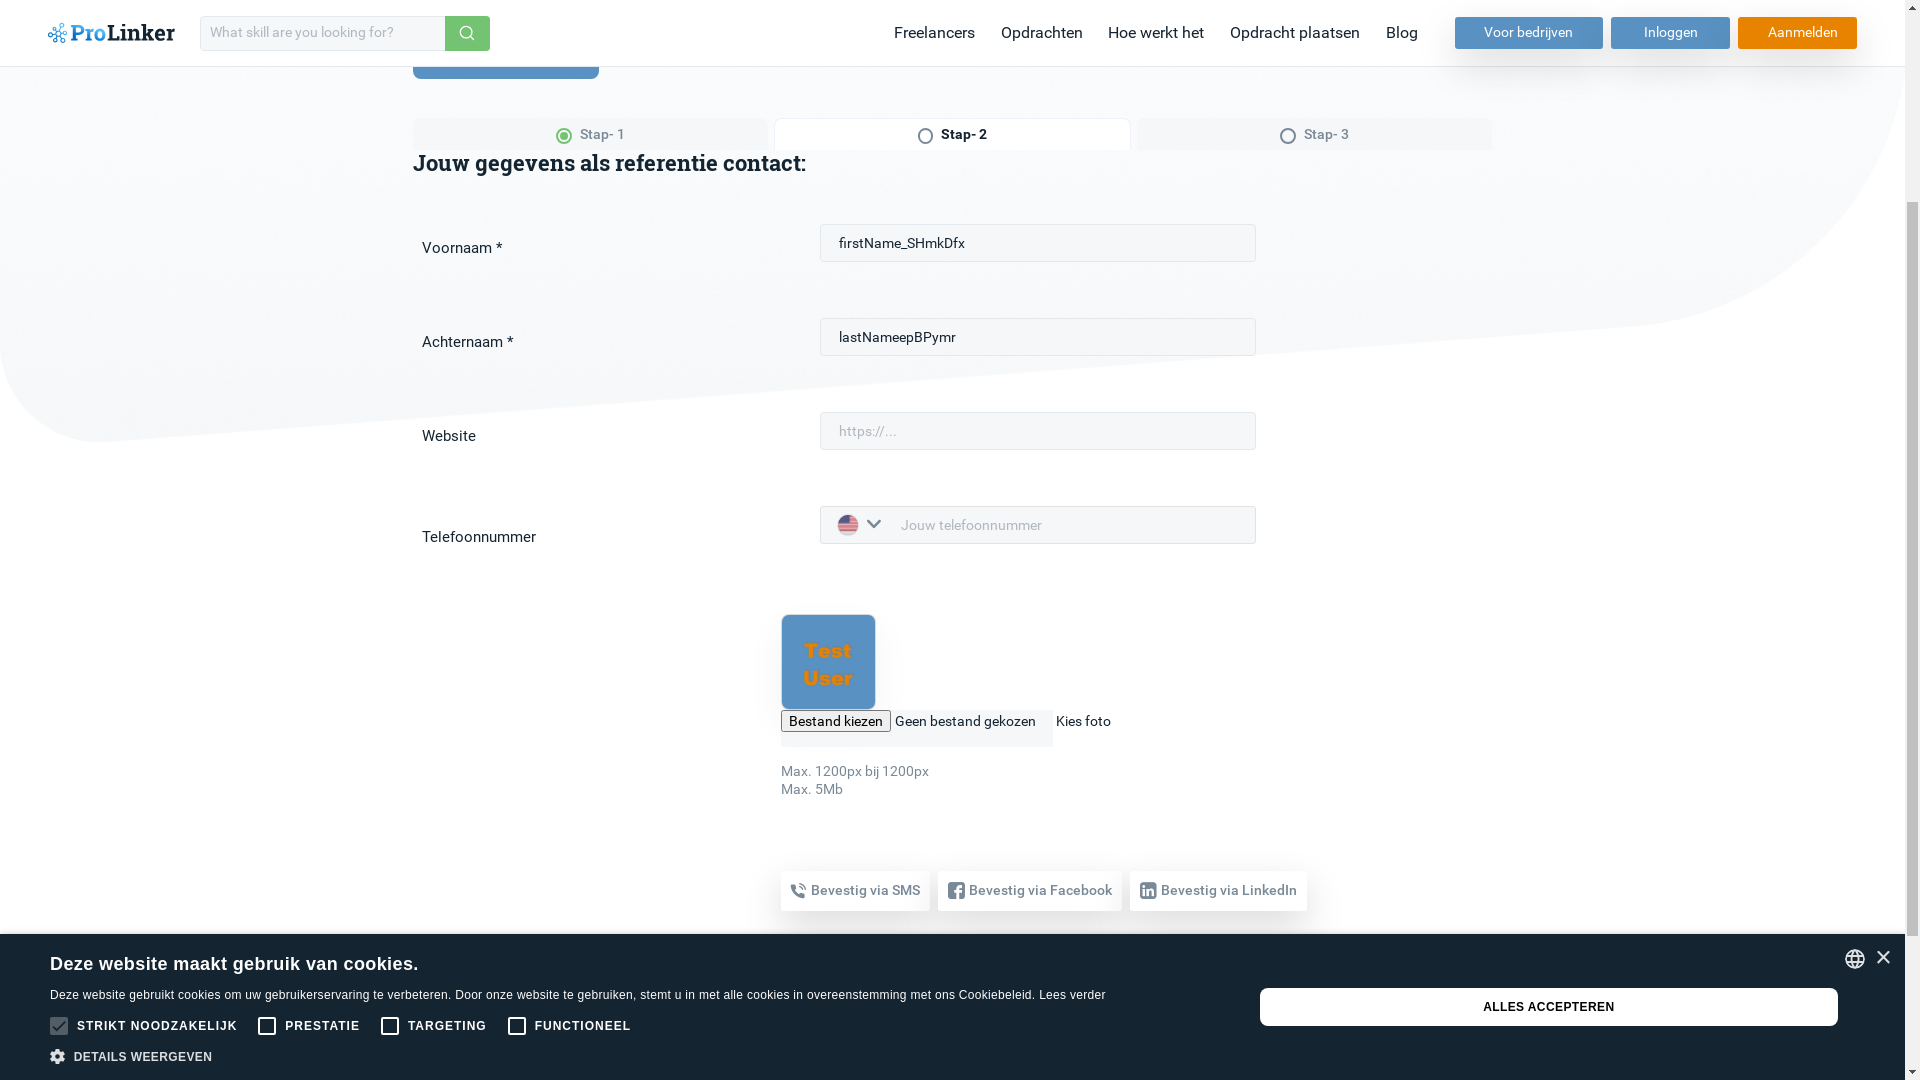 ProLinker
What skill are you looking for?
Freelancers
Opdrachten
Hoe werkt het
Opdracht plaatsen
Blog
Voor bedrijven
Inloggen
Aanmelden
Stap- 1
Stap- 2
Stap- 3
Jouw gegevens als referentie contact:
Voornaam *
firstName_SHmkDfx
Achternaam *
lastNameepBPymr
Website
https://...
Telefoonnummer
Jouw telefoonnummer
Test
User
Bestand kiezen Geen bestand gekozen Kies foto
Max. 1200px bij 1200px
Max. 5Mb
Bevestig via SMS
Bevestig via Facebook
Bevestig via LinkedIn
Deze website maakt gebruik van cookies.
Deze website gebruikt cookies om uw gebruikerservaring te verbeteren. Door onze website te gebruiken, stemt u in met alle cookies in overeenstemming met ons Cookiebeleid. Lees verder
STRIKT NOODZAKELIJK
PRESTATIE
TARGETING
FUNCTIONEEL
DETAILS WEERGEVEN
ALLES ACCEPTEREN